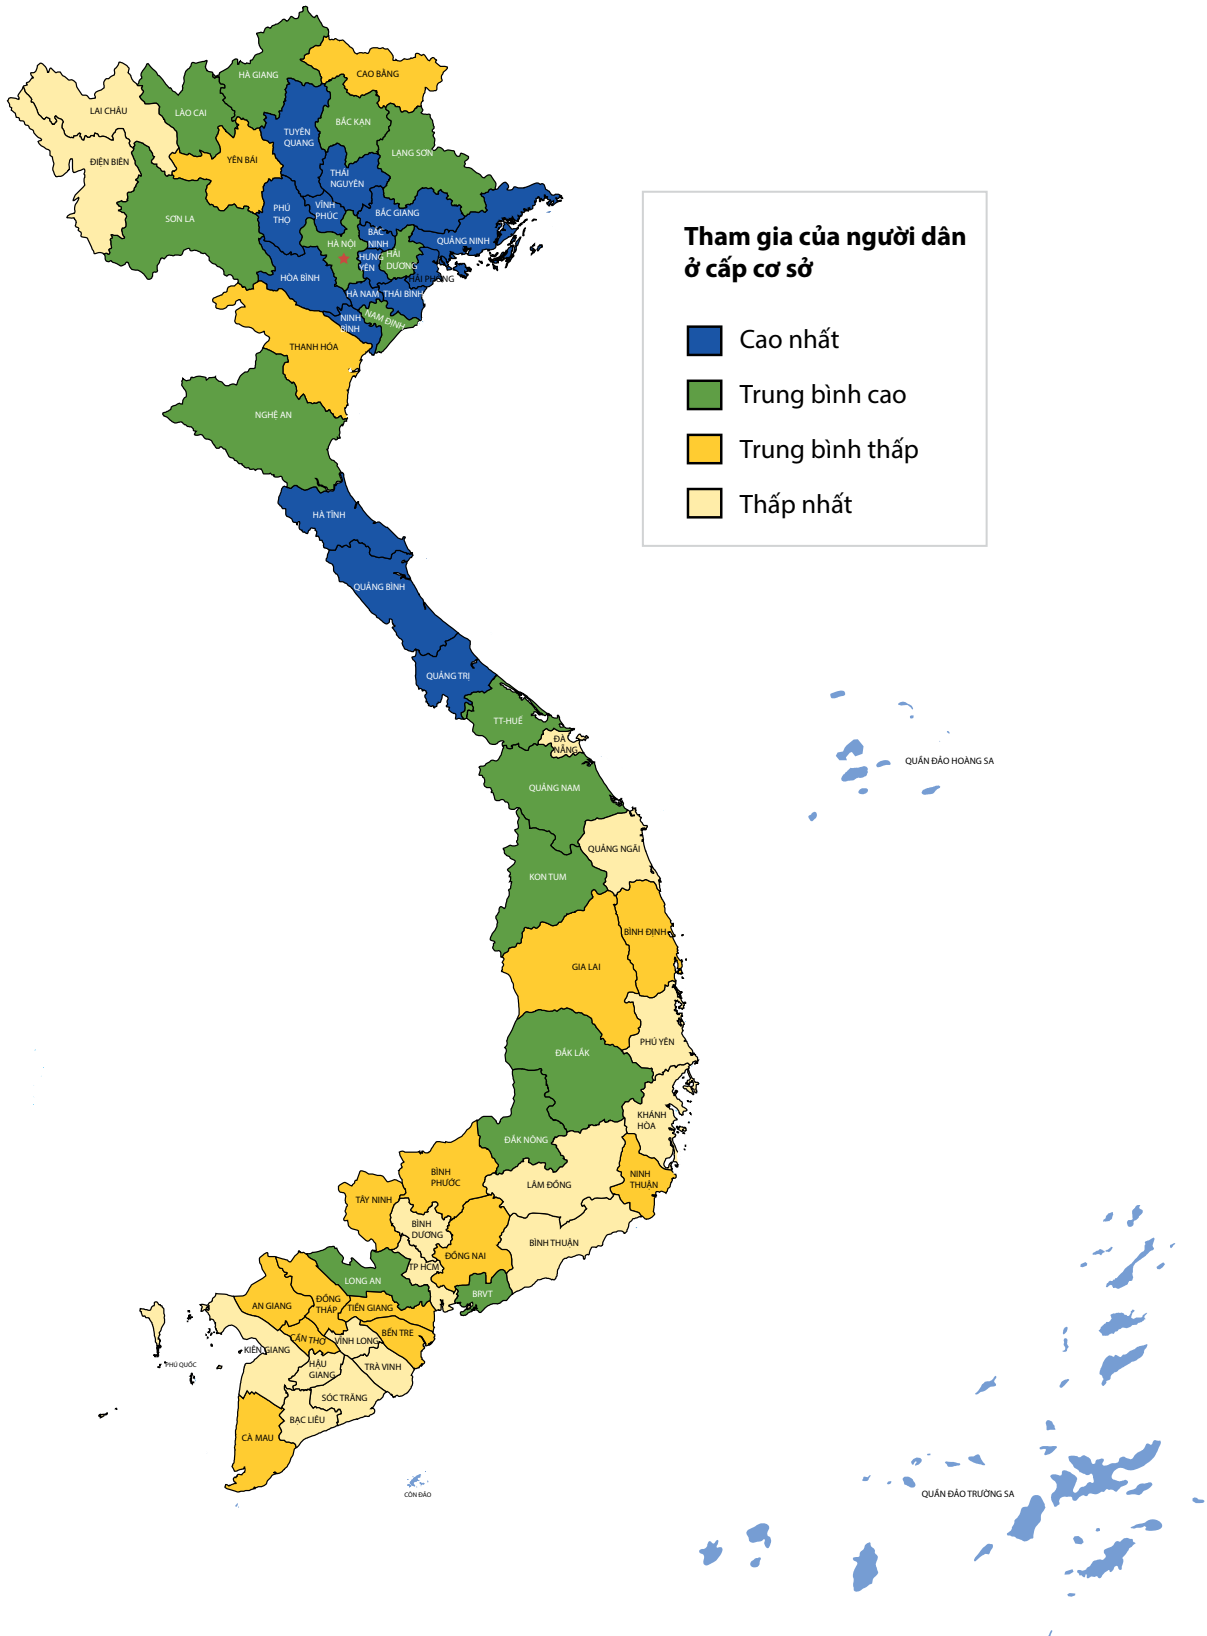 HÀ GIANG
CAO BẰNG
LAI CHÂU
LÀO CAI
BẮC KẠN
TUYÊN
QUANG
LẠNG SƠN
ĐIỆN BIÊN
YÊN BÁI
THÁI
NGUYÊN
PHÚ
THỌ
VĨNH
PHÚC
BẮC GIANG
SƠN LA
BẮC
NINH
QUẢNG NINH
HÀ NỘI
HƯNG
YÊN
HẢI
DƯƠNG
HẢI PHÒNG
HÒA BÌNH
HÀ NAM
THÁI BÌNH
NINH
BÌNH
NAM ĐỊNH
THANH HÓA
NGHỆ AN
HÀ TĨNH
QUẢNG BÌNH
QUẢNG TRỊ
TT-HUẾ
ĐÀ
NẴNG
QUẢNG NAM
QUẢNG NGÃI
KON TUM
BÌNH ĐỊNH
GIA LAI
PHÚ YÊN
ĐẮK LẮK
KHÁNH
HÒA
ĐẮK NÔNG
BÌNH
PHƯỚC
LÂM ĐỒNG
NINH
THUẬN
TÂY NINH
BÌNH
DƯƠNG
BÌNH THUẬN
ĐỒNG NAI
TP HCM
LONG AN
BRVT
AN GIANG
ĐỒNG
THÁP
TIỀN GIANG
CẦN THƠ
VĨNH LONG
BẾN TRE
KIÊN GIANG
HẬU
GIANG
TRÀ VINH
PHÚ QUỐC
SÓC TRĂNG
BẠC LIÊU
CÀ MAU
CÔN ĐẢO
Tham gia của người dân
ở cấp cơ sở
Cao nhất
Trung bình cao
Trung bình thấp
Thấp nhất
QUẦN ĐẢO HOÀNG SA
QUẦN ĐẢO TRƯỜNG SA